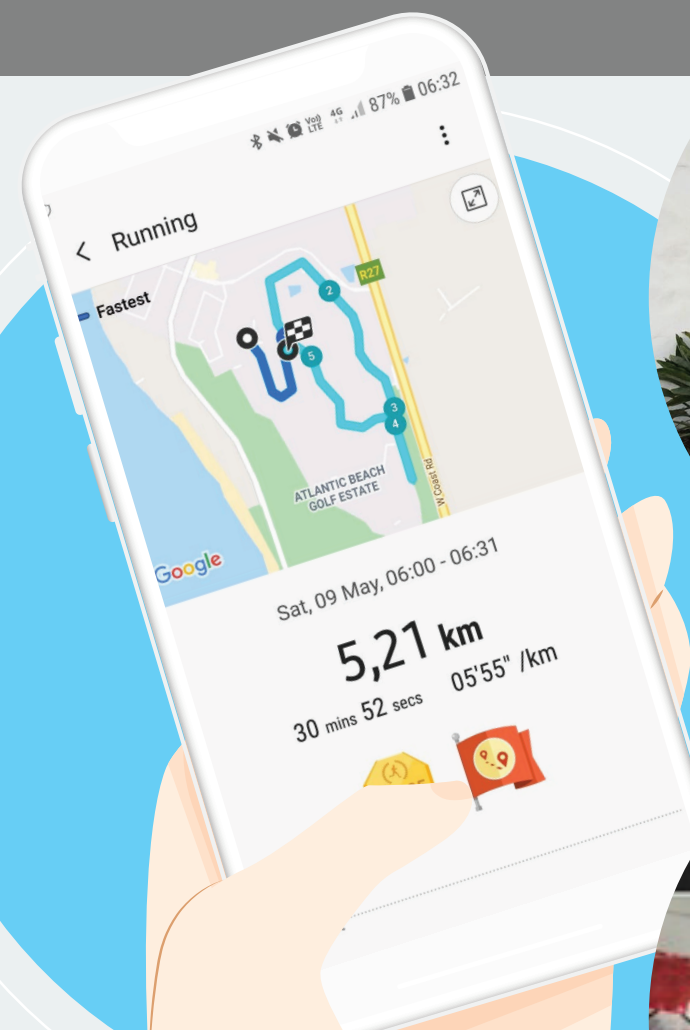 Vo))
LTE
4G
87% 06:32
Running
Fastest
R27
2
5
3
4
W Coast Rd
ATLANTIC BEACH
GOLF ESTATE
Google
Sat, 09 May, 06:00 - 06:31
5,21 km
30 mins 52 secs 05'55" /km